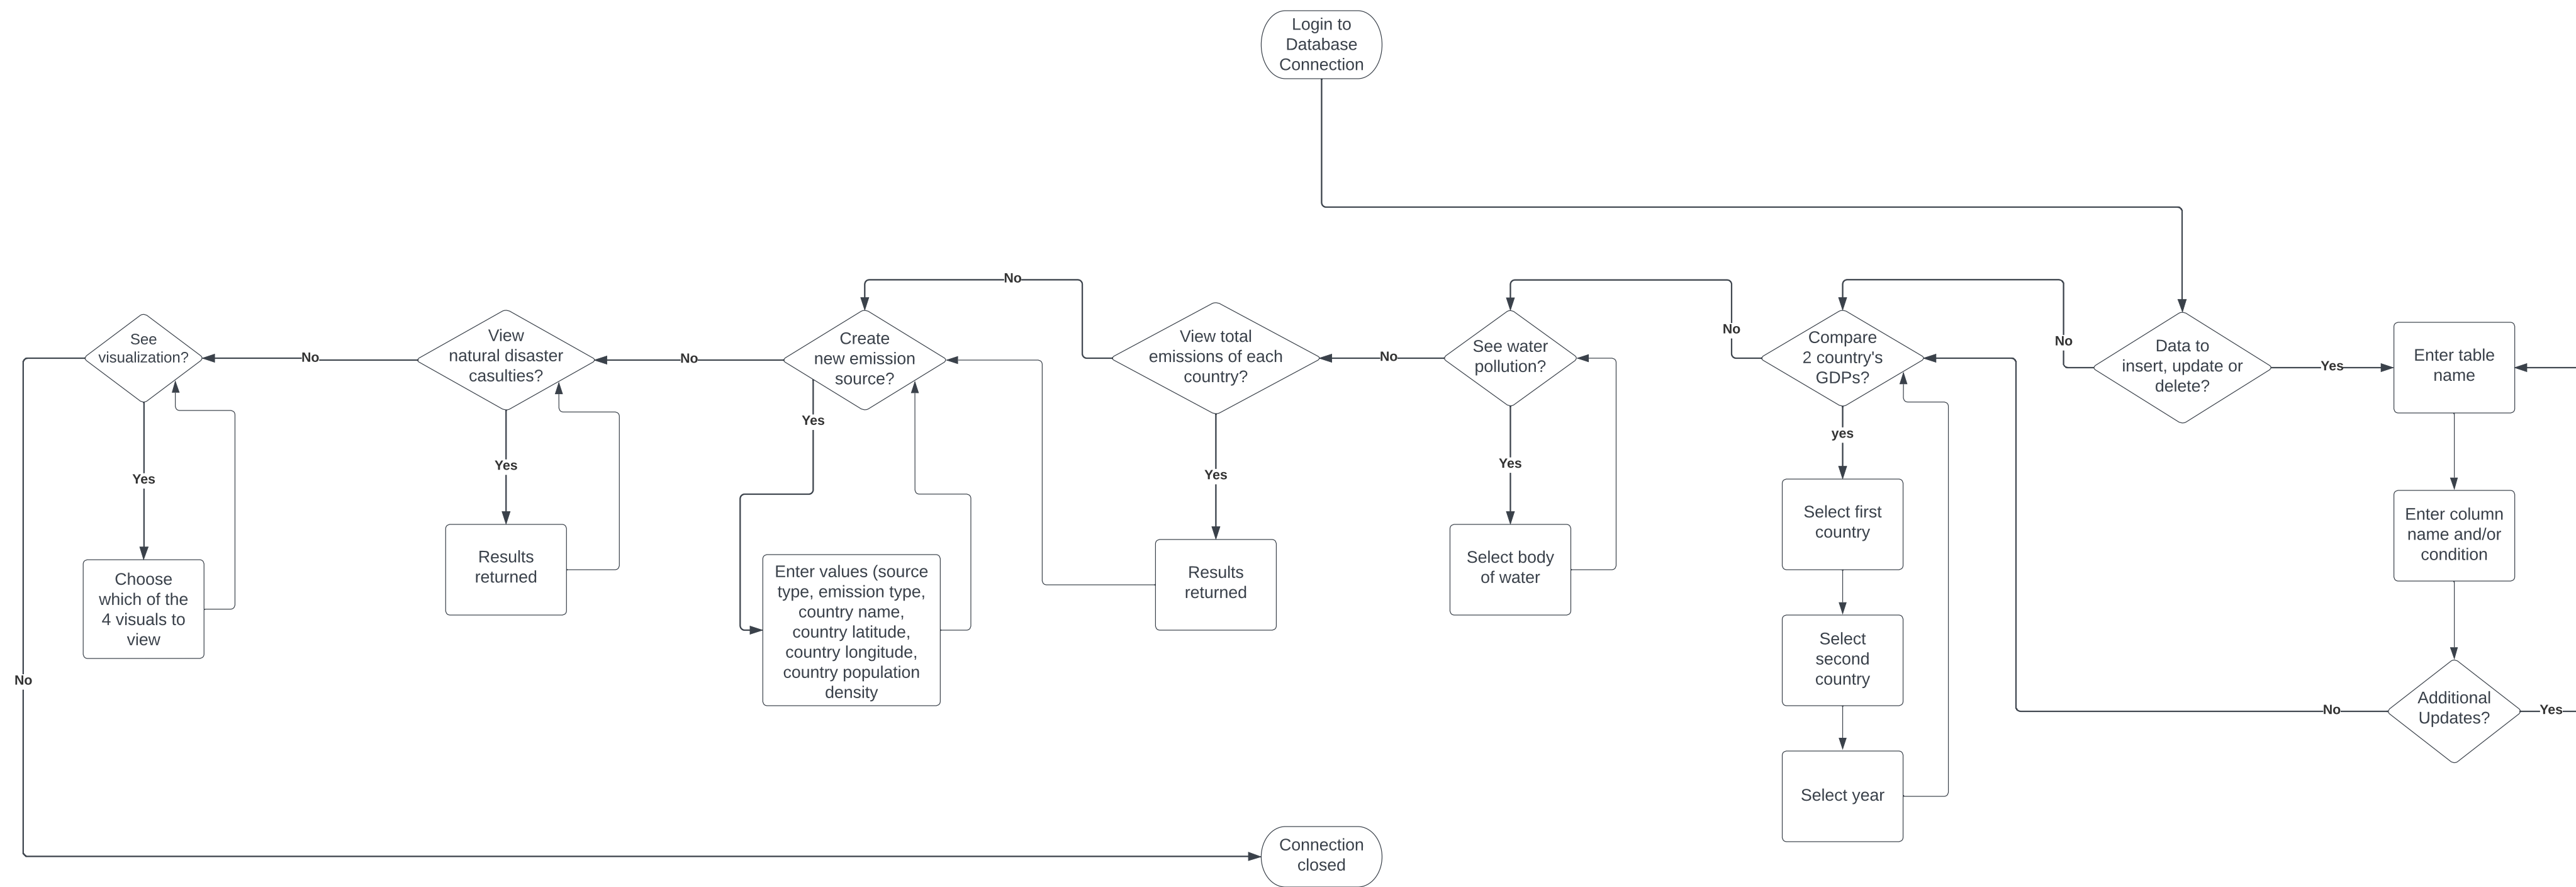 Login to
Database
Connection
No
See
visualization?
No
View
natural disaster
casulties?
No
Create
new emission
source?
View total
emissions of each
country?
No
See water
pollution?
No
Compare
2 country's
GDPs?
No
Data to
insert, update or
delete?
Yes
Enter table
name
Yes
Yes
Yes
Yes
Yes
yes
Choose
which of the
4 visuals to
view
Results
returned
Enter values (source
type, emission type,
country name,
country latitude,
country longitude,
country population
density
Results
returned
Select body
of water
Select first
country
Select
second
country
Select year
Enter column
name and/or
condition
Additional
Updates?
No
Yes
No
Connection
closed